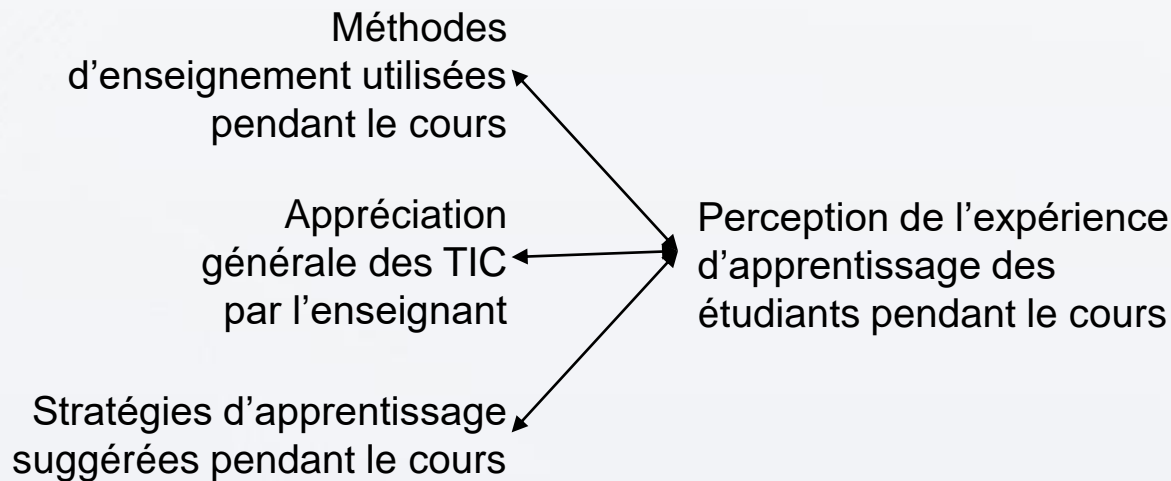 Méthodes
d’enseignement utilisées
pendant le cours
Appréciation
générale des TIC
par l’enseignant
Stratégies d’apprentissage
suggérées pendant le cours
Perception de l’expérience
d’apprentissage des
étudiants pendant le cours